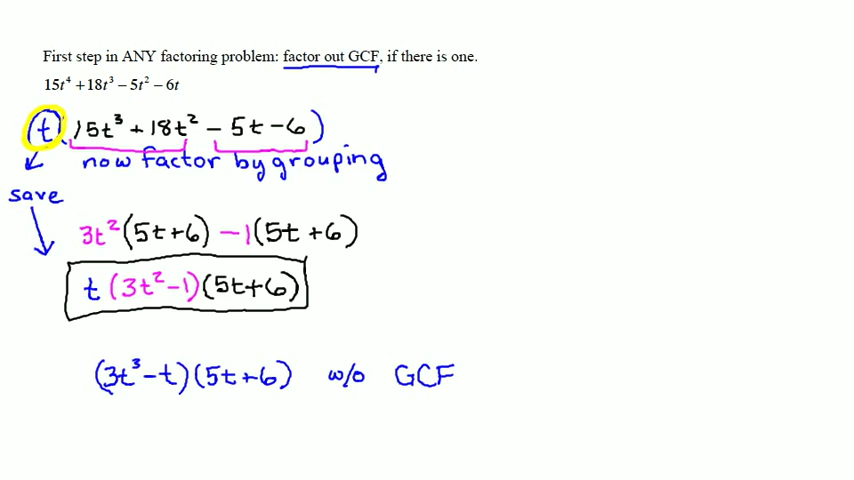 First step in ANY factoring problem: factor out GCF, if there is one.
15t⁴ +18t³ − 5t² − 6t
t(15t³ + 18t² − 5t − 6)
now factor by grouping
save
3t²(5t+6) −1(5t +6)
t (3t²−1)(5t+6)
(3t³−t)(5t+6) w/o GCF